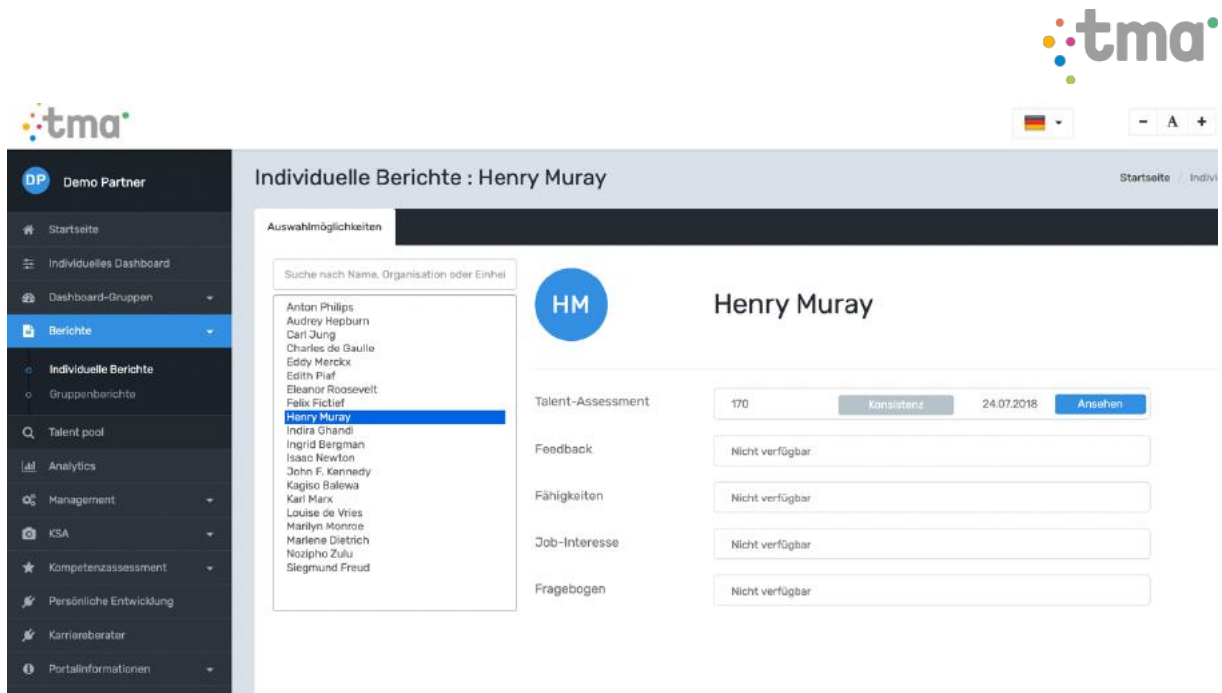 tma
tma
- A +
DP Demo Partner
Individuelle Berichte : Henry Muray
Startseite / Indivi
Startseite
Individuelles Dashboard
Dashboard-Gruppen
Berichte
Individuelle Berichte
Gruppenberichte
Talent pool
Analytics
Management
KSA
Kompetenzassessment
Persönliche Entwicklung
Karriereberater
Portalinformationen
Auswahlmöglichkeiten
Suche nach Name, Organisation oder Einhei
Anton Philips
Audrey Hepburn
Carl Jung
Charles de Gaulle
Eddy Merckx
Edith Piaf
Eleanor Roosevelt
Felix Fictief
Henry Muray
Indira Ghandi
Ingrid Bergman
Isaac Newton
John F. Kennedy
Kagiso Balewa
Karl Marx
Louise de Vries
Marilyn Monroe
Marlene Dietrich
Nozipho Zulu
Siegmund Freud
HM Henry Muray
Talent-Assessment 170 Konsistenz 24.07.2018 Ansehen
Feedback Nicht verfügbar
Fähigkeiten Nicht verfügbar
Job-Interesse Nicht verfügbar
Fragebogen Nicht verfügbar